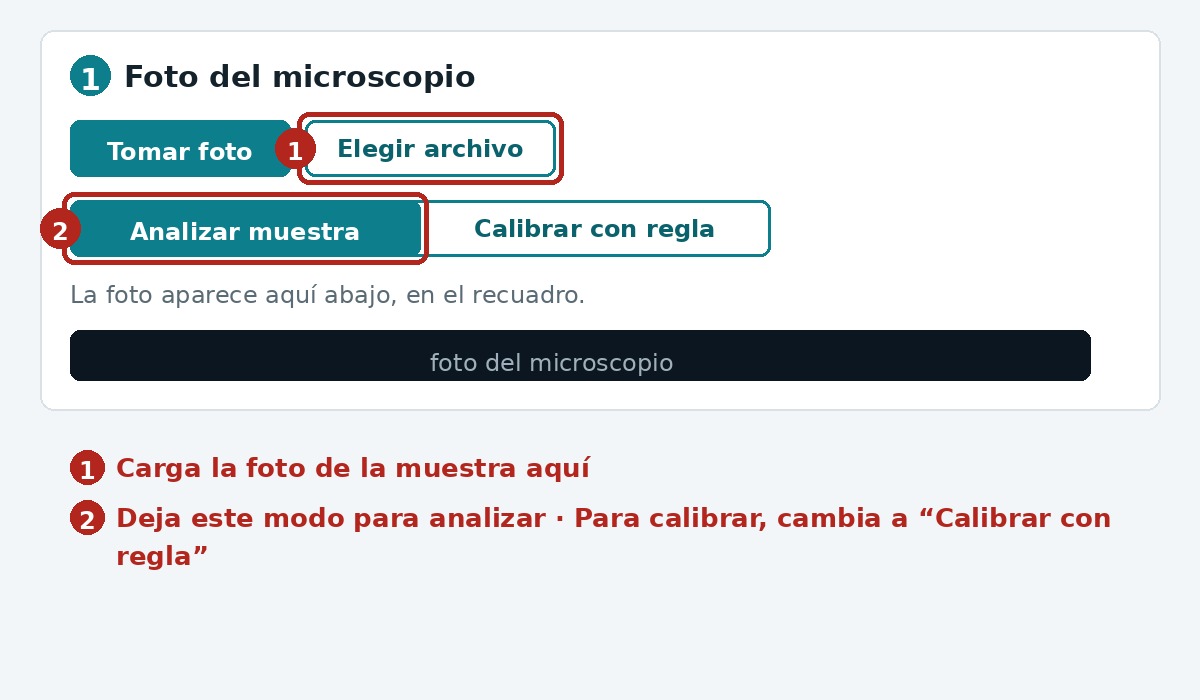 1 Foto del microscopio
Tomar foto 1 Elegir archivo
2 Analizar muestra Calibrar con regla
La foto aparece aquí abajo, en el recuadro.
foto del microscopio
1 Carga la foto de la muestra aquí
2 Deja este modo para analizar · Para calibrar, cambia a “Calibrar con
regla”